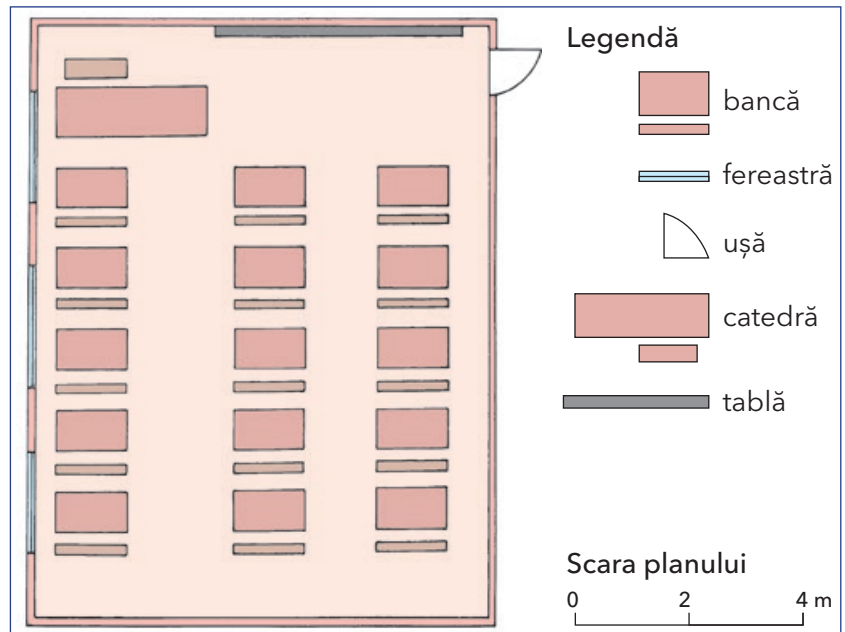 Legendă
bancă
fereastră
ușă
catedră
tablă
Scara planului
0 2 4 m